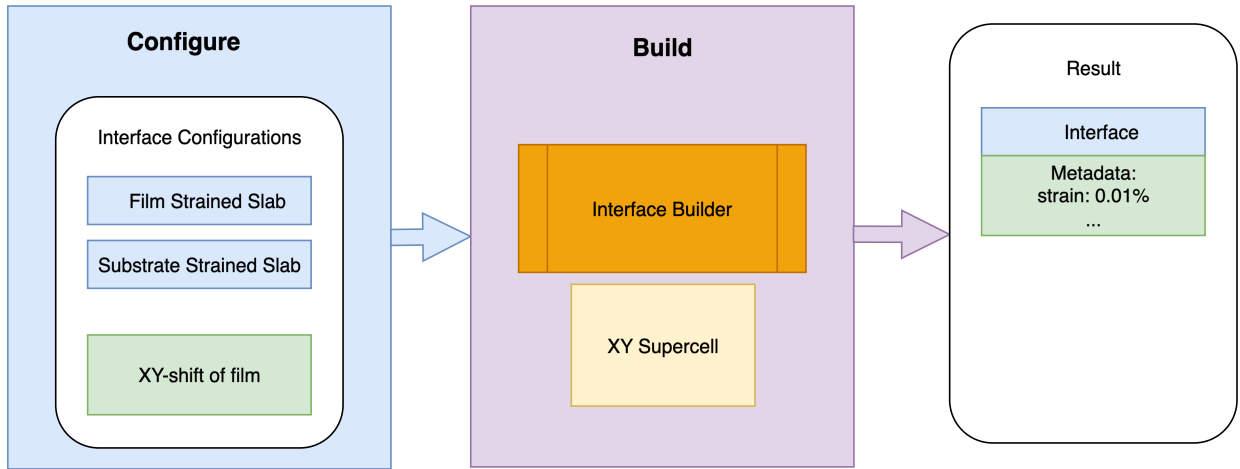 Configure
Interface Configurations
Film Strained Slab
Substrate Strained Slab
XY-shift of film
Build
Interface Builder
XY Supercell
Result
Interface
Metadata:
strain: 0.01%
...